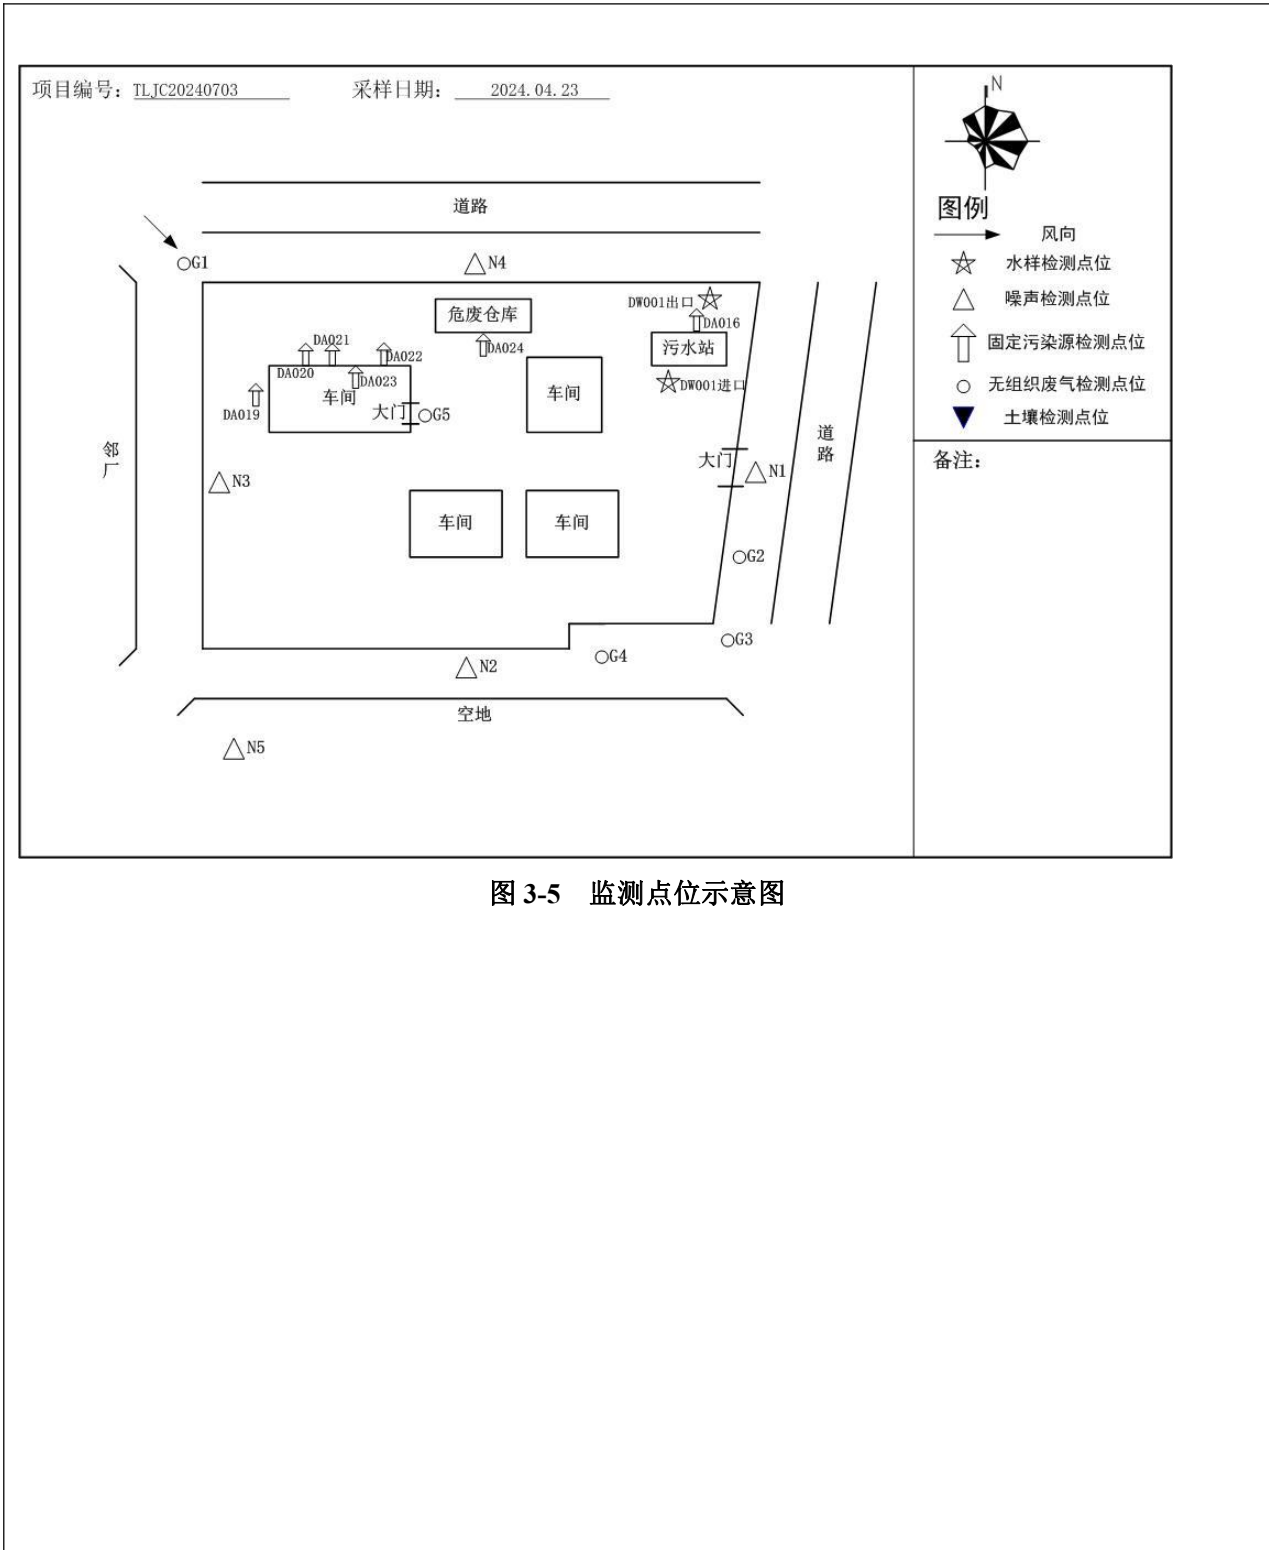 项目编号：TLJC20240703 采样日期：2024.04.23
N
图例
风向
水样检测点位
噪声检测点位
固定污染源检测点位
无组织废气检测点位
土壤检测点位
备注：
道路
G1
N4
DW001出口
危废仓库
DA016
DA021
DA024
污水站
DA022
DA020
DA023
DW001进口
车间
车间
DA019
大门
G5
邻厂
道路
大门
N1
N3
车间
车间
G2
G3
G4
N2
空地
N5
图 3-5 监测点位示意图